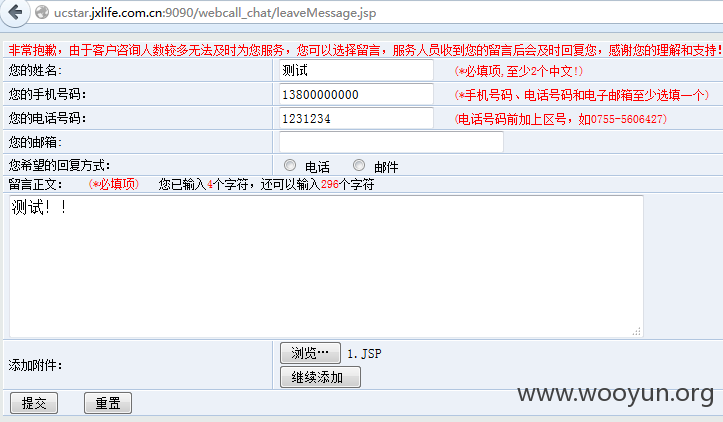 ucstar.jxlife.com.cn:9090/webcall_chat/leaveMessage.jsp
非常抱歉，由于客户咨询人数较多无法及时为您服务，您可以选择留言，服务人员收到您的留言后会及时回复您，感谢您的理解和支持！
您的姓名: 测试 (*必填项,至少2个中文!)
您的手机号码: 13800000000 (*手机号码、电话号码和电子邮箱至少选填一个)
您的电话号码: 1231234 (电话号码前加上区号，如0755-5606427)
您的邮箱:
您希望的回复方式: 电话 邮件
留言正文: (*必填项) 您已输入4个字符，还可以输入296个字符
测试！！
添加附件: 浏览… 1.JSP
继续添加
提交 重置
www.wooyun.org